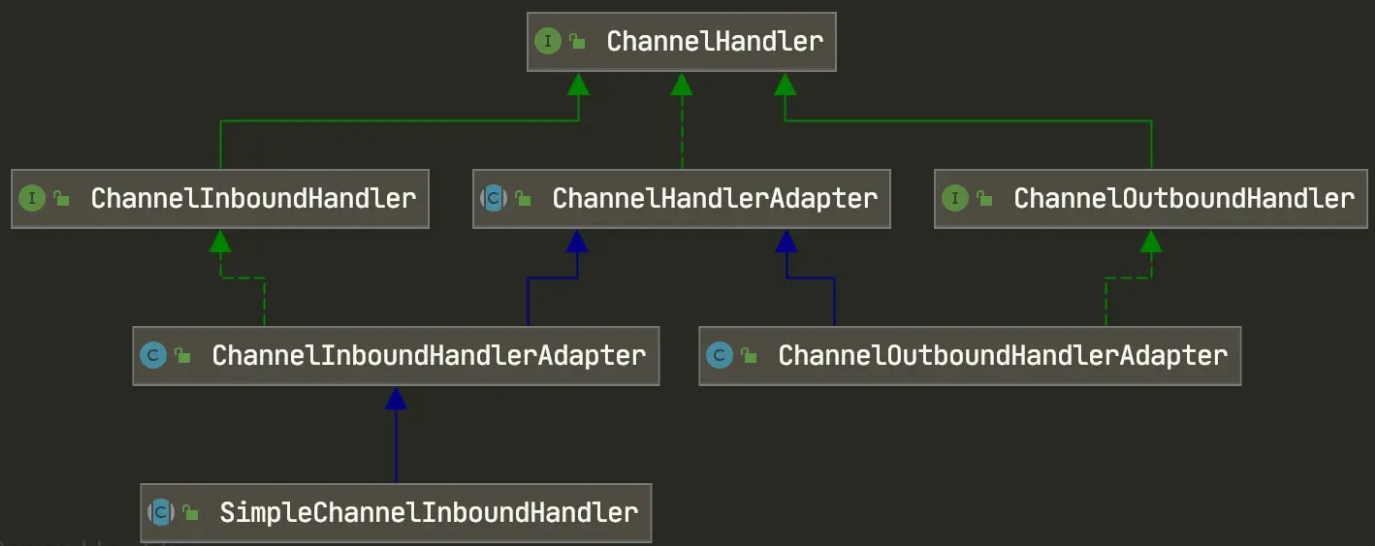 I ChannelHandler
I ChannelInboundHandler
C ChannelHandlerAdapter
I ChannelOutboundHandler
C ChannelInboundHandlerAdapter
C ChannelOutboundHandlerAdapter
C SimpleChannelInboundHandler